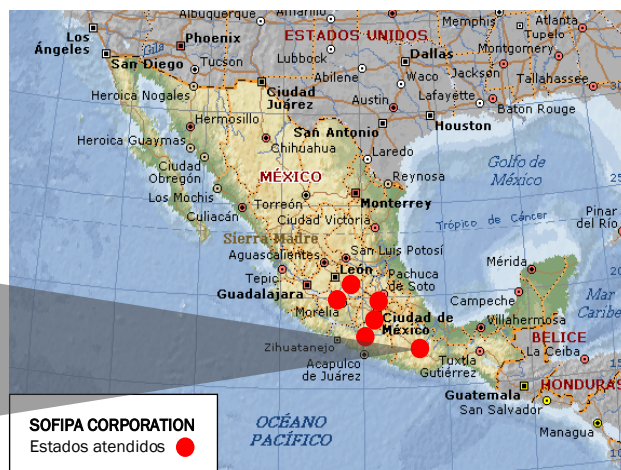 Albuquerque
Amarillo
Memphis
Atlanta
Los
Ángeles
Phoenix
Gila
ESTADOS UNIDOS
Tupelo
Montgomery
San Diego
Tucson
Lubbock
Dallas
Jackson
Tallahassee
Abilene
Waco
Heroica Nogales
Ciudad
Juárez
Austin
Lafayette
Baton Rouge
Hermosillo
San Antonio
Houston
Heroica Guaymas
Chihuahua
Laredo
Golfo de
México
Ciudad
Obregón
MÉXICO
Reynosa
25
Los Mochis
Torreón
Monterrey
Culiacán
Ciudad Victoria
Trópico de Cáncer
Pinar
del Río
Sierra Madre
San Luis Potosí
Aguascalientes
Mérida
Tepic
León
Pachuca
de Soto
20
Guadalajara
Campeche
Mar
Caribe
Morelia
Ciudad de
México
Villahermosa
Zihuatanejo
BELICE
Acapulco
de Juárez
Tuxtla
Gutiérrez
La Ceiba
Guatemala
HONDURAS
San Salvador
SOFIPA CORPORATION
Estados atendidos
OCÉANO
PACÍFICO
Managua